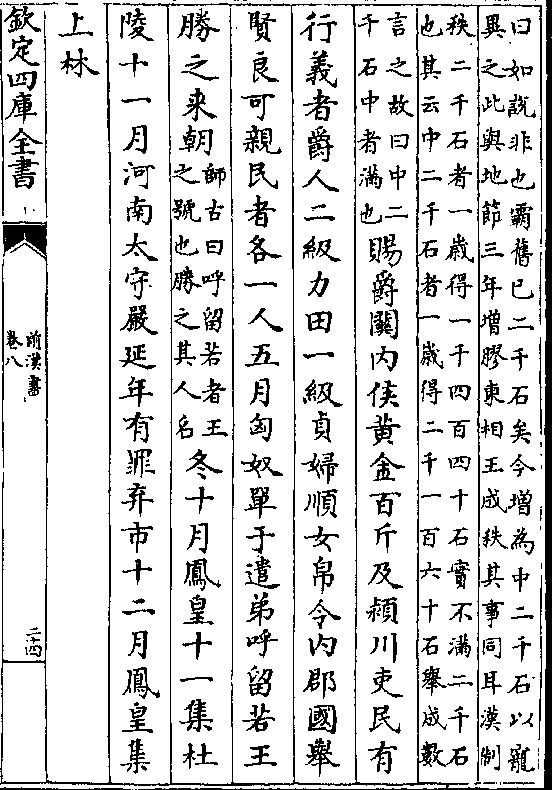 曰如說非也霸舊已二千石矣今增為中二千石以寵
異之此與地節三年增膠東相王成秩其事同耳漢制
秩二千石者一歲得一千四百四十石實不滿二千石
也其云中二千石者一歲得二千一百六十石舉成數
言之故曰中二
千石中者滿也
賜爵關內侯黃金百斤及潁川吏民有
行義者爵人二級力田一級貞婦順女帛令內郡國舉
賢良可親民者各一人五月匈奴單于遣弟呼留若王
勝之来朝
師古曰呼留若者王
之號也勝之其人名
冬十月鳳皇十一集杜
陵十一月河南太守嚴延年有罪弃市十二月鳳皇集
上林
欽定四庫全書
前漢書
卷八
二四